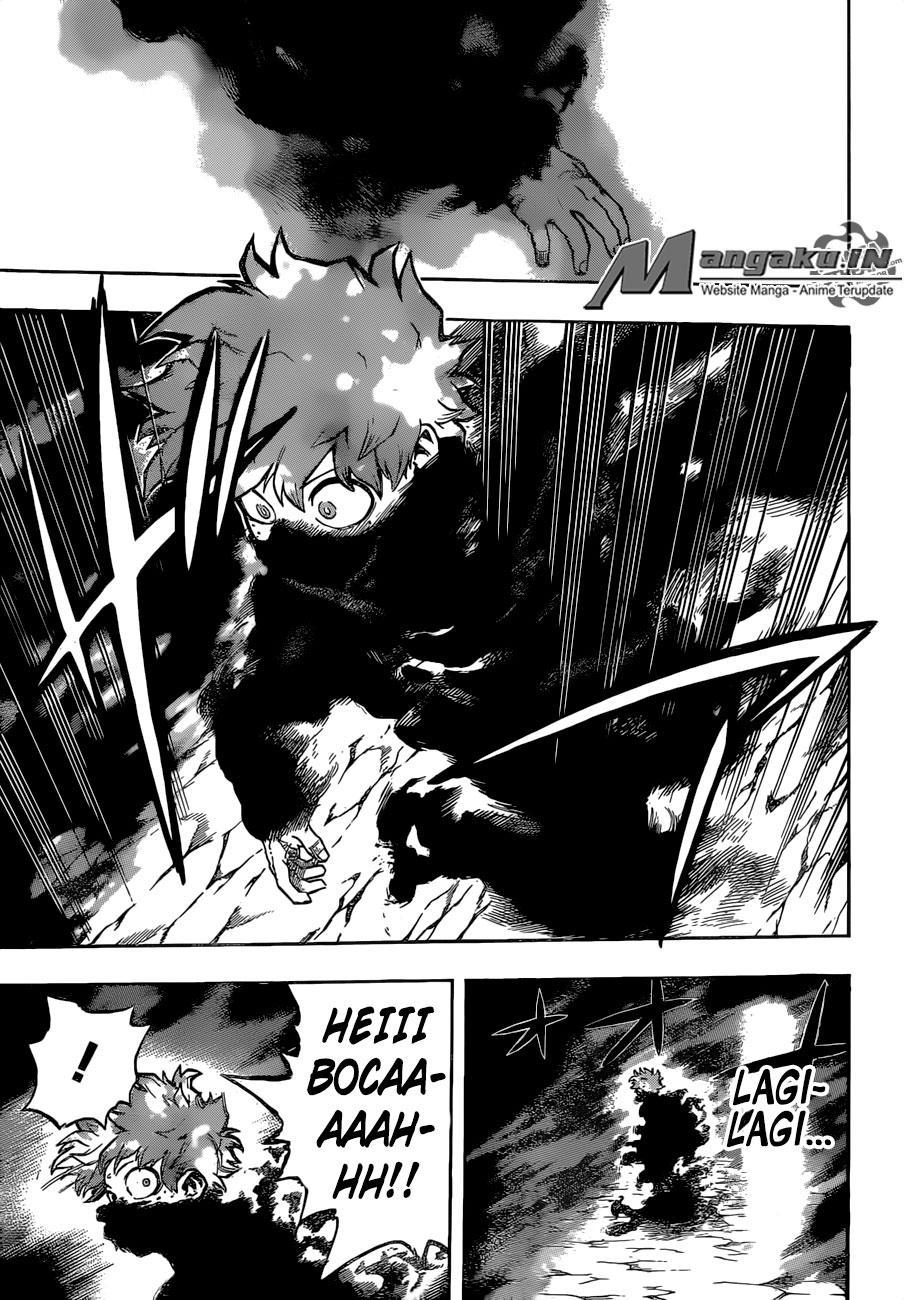 Mangaku.iN
Website Manga - Anime Terupdate
LAGI-
LAGI...
HEIII
BOCAA-
AAAH-
HH!!
!